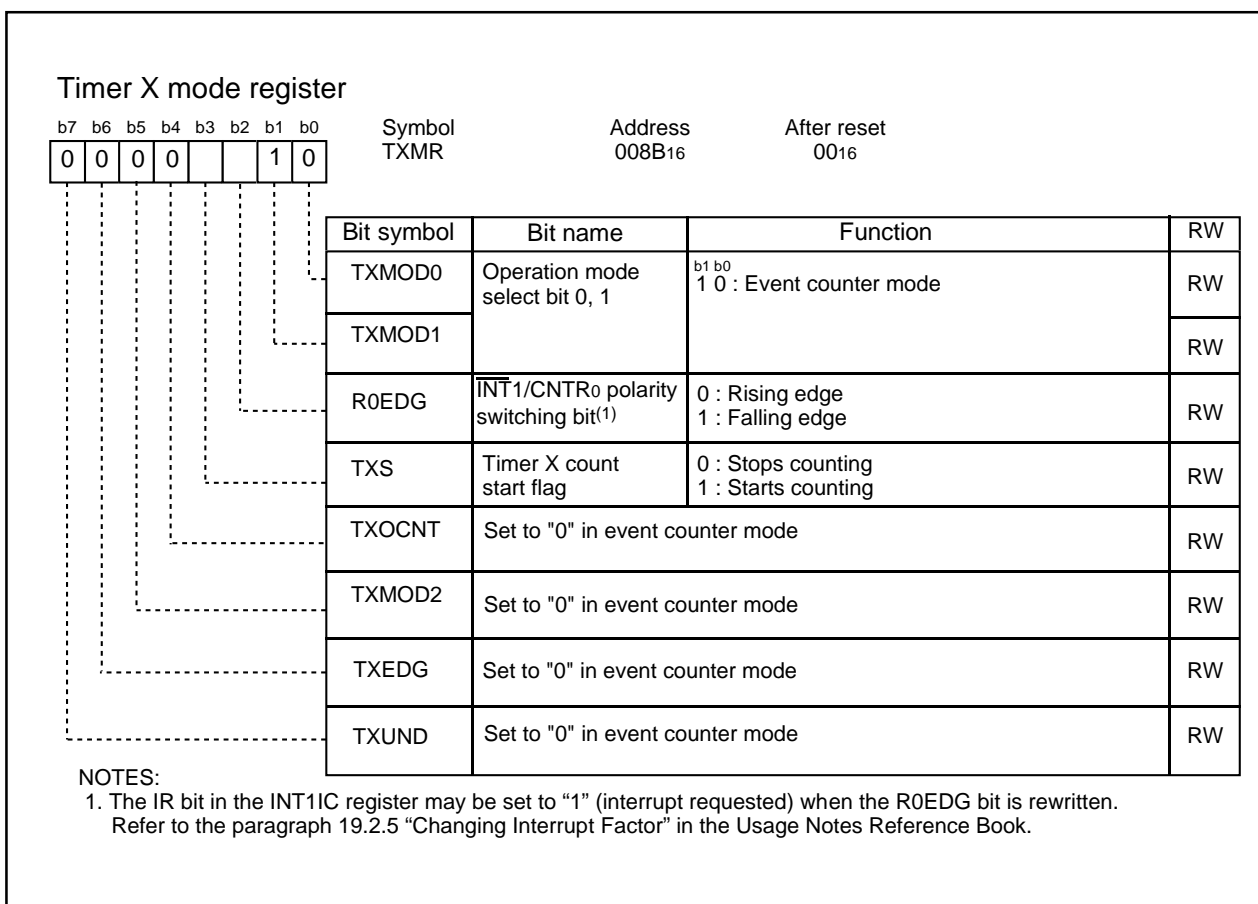 Timer X mode register
b7 b6 b5 b4 b3 b2 b1 b0 Symbol Address After reset
0 0 0 0 1 0 TXMR 008B16 0016
Bit symbol Bit name Function RW
TXMOD0 Operation mode select bit 0, 1 b1 b0
1 0 : Event counter mode RW
TXMOD1 RW
R0EDG INT1/CNTR0 polarity 0 : Rising edge RW
switching bit(1) 1 : Falling edge
TXS Timer X count 0 : Stops counting RW
start flag 1 : Starts counting
TXOCNT Set to "0" in event counter mode RW
TXMOD2 Set to "0" in event counter mode RW
TXEDG Set to "0" in event counter mode RW
TXUND Set to "0" in event counter mode RW
NOTES:
1. The IR bit in the INT1IC register may be set to “1” (interrupt requested) when the R0EDG bit is rewritten.
Refer to the paragraph 19.2.5 “Changing Interrupt Factor” in the Usage Notes Reference Book.